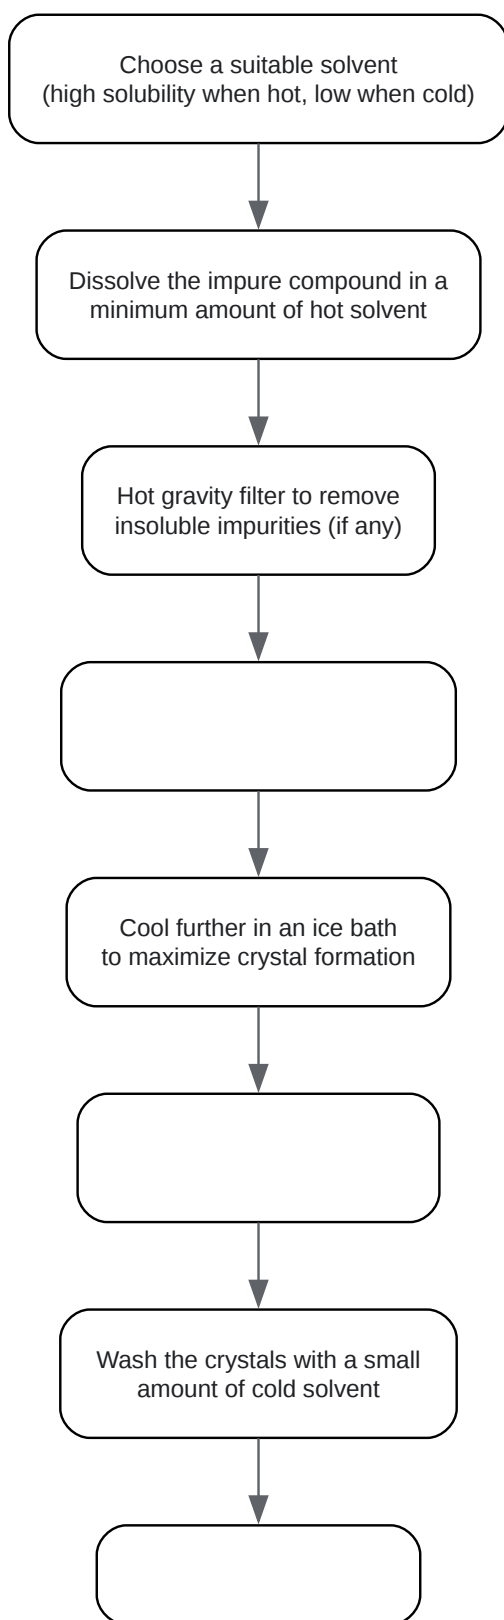 Choose a suitable solvent
(high solubility when hot, low when cold)
Dissolve the impure compound in a
minimum amount of hot solvent
Hot gravity filter to remove
insoluble impurities (if any)
Cool further in an ice bath
to maximize crystal formation
Wash the crystals with a small
amount of cold solvent